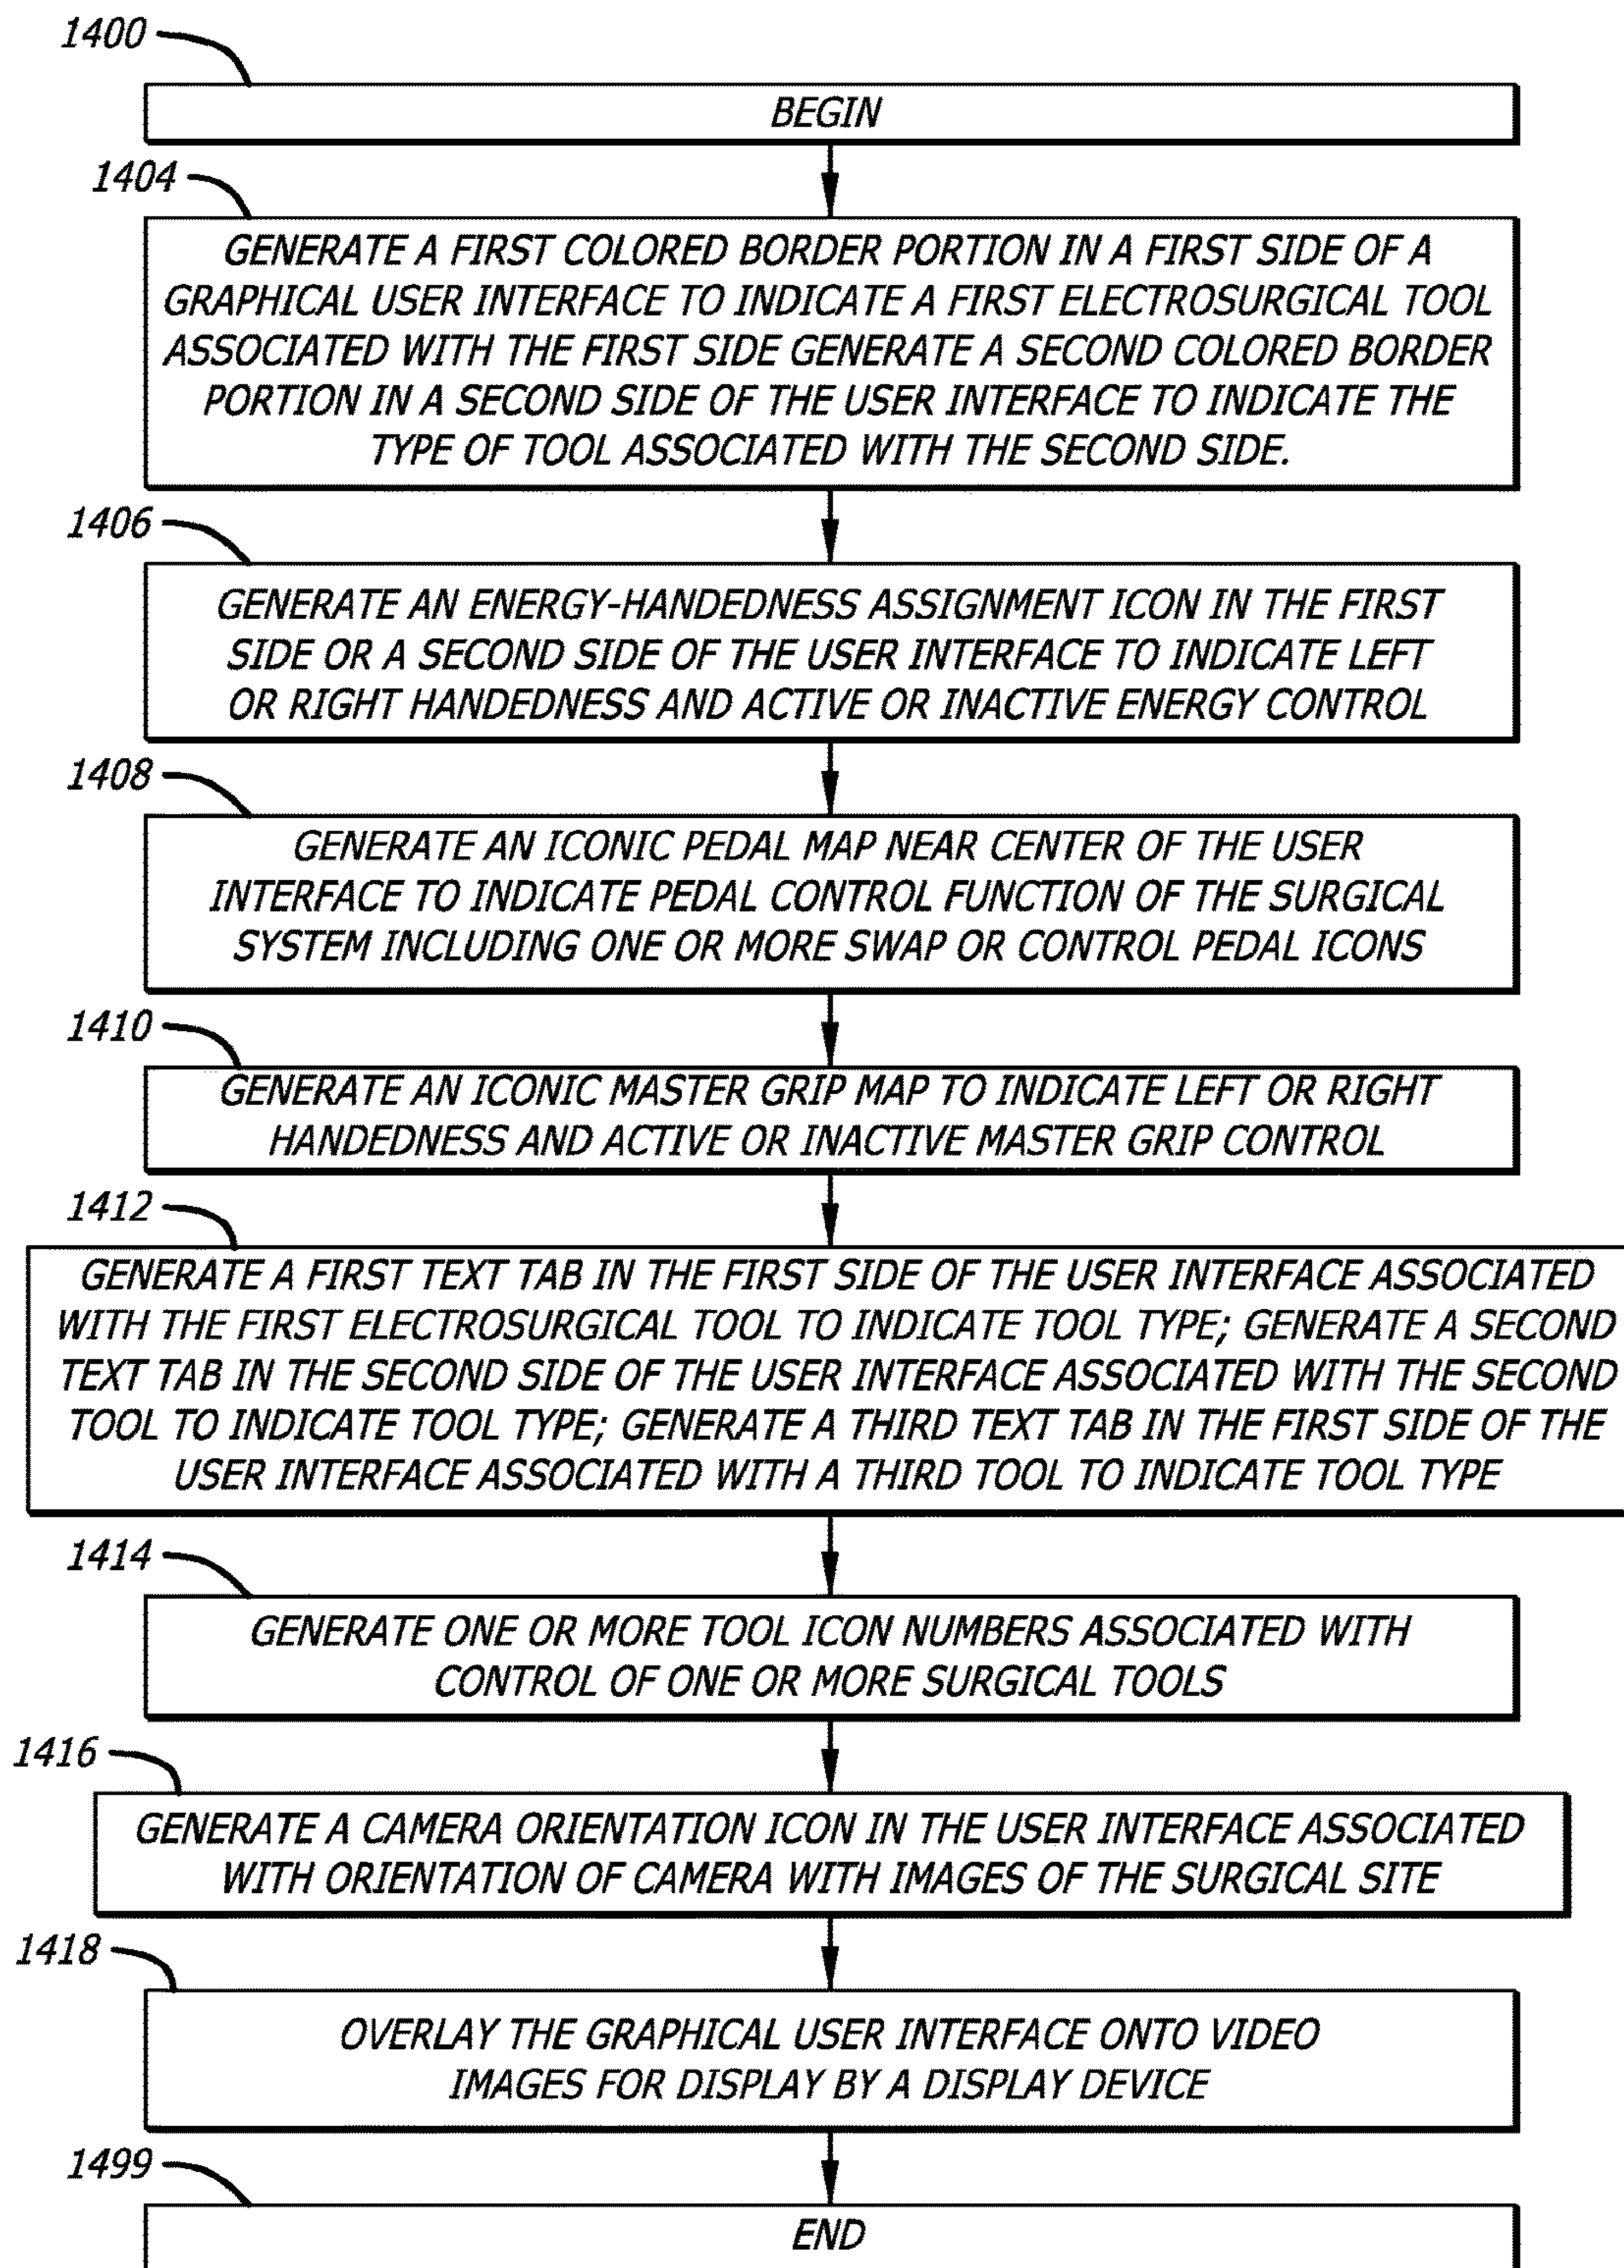 1400
BEGIN
1404
GENERATE A FIRST COLORED BORDER PORTION IN A FIRST SIDE OF A
GRAPHICAL USER INTERFACE TO INDICATE A FIRST ELECTROSURGICAL TOOL
ASSOCIATED WITH THE FIRST SIDE GENERATE A SECOND COLORED BORDER
PORTION IN A SECOND SIDE OF THE USER INTERFACE TO INDICATE THE
TYPE OF TOOL ASSOCIATED WITH THE SECOND SIDE.
1406
GENERATE AN ENERGY-HANDEDNESS ASSIGNMENT ICON IN THE FIRST
SIDE OR A SECOND SIDE OF THE USER INTERFACE TO INDICATE LEFT
OR RIGHT HANDEDNESS AND ACTIVE OR INACTIVE ENERGY CONTROL
1408
GENERATE AN ICONIC PEDAL MAP NEAR CENTER OF THE USER
INTERFACE TO INDICATE PEDAL CONTROL FUNCTION OF THE SURGICAL
SYSTEM INCLUDING ONE OR MORE SWAP OR CONTROL PEDAL ICONS
1410
GENERATE AN ICONIC MASTER GRIP MAP TO INDICATE LEFT OR RIGHT
HANDEDNESS AND ACTIVE OR INACTIVE MASTER GRIP CONTROL
1412
GENERATE A FIRST TEXT TAB IN THE FIRST SIDE OF THE USER INTERFACE ASSOCIATED
WITH THE FIRST ELECTROSURGICAL TOOL TO INDICATE TOOL TYPE; GENERATE A SECOND
TEXT TAB IN THE SECOND SIDE OF THE USER INTERFACE ASSOCIATED WITH THE SECOND
TOOL TO INDICATE TOOL TYPE; GENERATE A THIRD TEXT TAB IN THE FIRST SIDE OF THE
USER INTERFACE ASSOCIATED WITH A THIRD TOOL TO INDICATE TOOL TYPE
1414
GENERATE ONE OR MORE TOOL ICON NUMBERS ASSOCIATED WITH
CONTROL OF ONE OR MORE SURGICAL TOOLS
1416
GENERATE A CAMERA ORIENTATION ICON IN THE USER INTERFACE ASSOCIATED
WITH ORIENTATION OF CAMERA WITH IMAGES OF THE SURGICAL SITE
1418
OVERLAY THE GRAPHICAL USER INTERFACE ONTO VIDEO
IMAGES FOR DISPLAY BY A DISPLAY DEVICE
1499
END